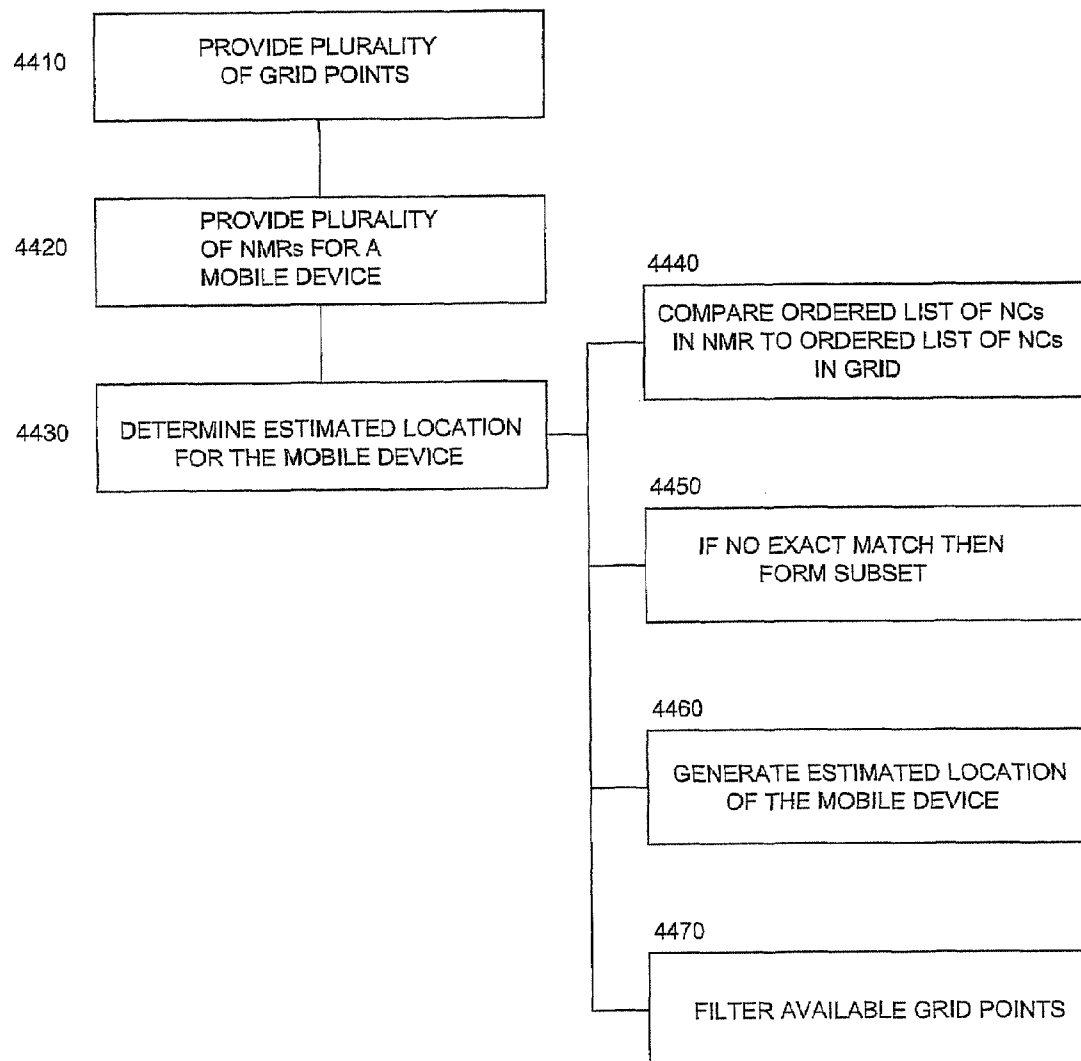 4410
PROVIDE PLURALITY
OF GRID POINTS
4420
PROVIDE PLURALITY
OF NMRs FOR A
MOBILE DEVICE
4430
DETERMINE ESTIMATED LOCATION
FOR THE MOBILE DEVICE
4440
COMPARE ORDERED LIST OF NCs
IN NMR TO ORDERED LIST OF NCs
IN GRID
4450
IF NO EXACT MATCH THEN
FORM SUBSET
4460
GENERATE ESTIMATED LOCATION
OF THE MOBILE DEVICE
4470
FILTER AVAILABLE GRID POINTS